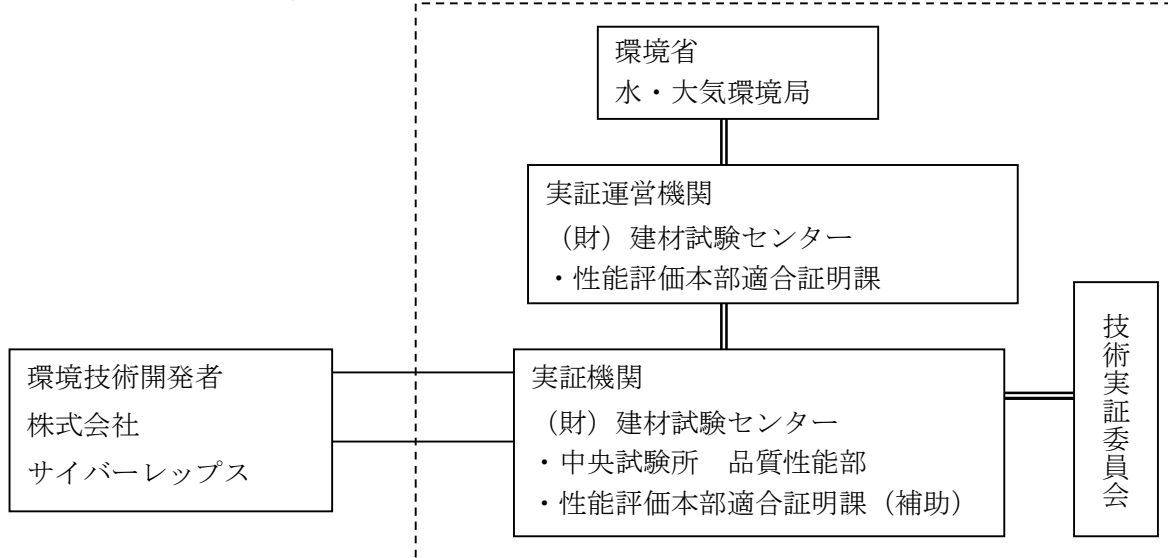 環境省
水・大気環境局
実証運営機関
（財）建材試験センター
・性能評価本部適合証明課
環境技術開発者
株式会社
サイバーレップス
実証機関
（財）建材試験センター
・中央試験所　品質性能部
・性能評価本部適合証明課（補助）
技術実証委員会